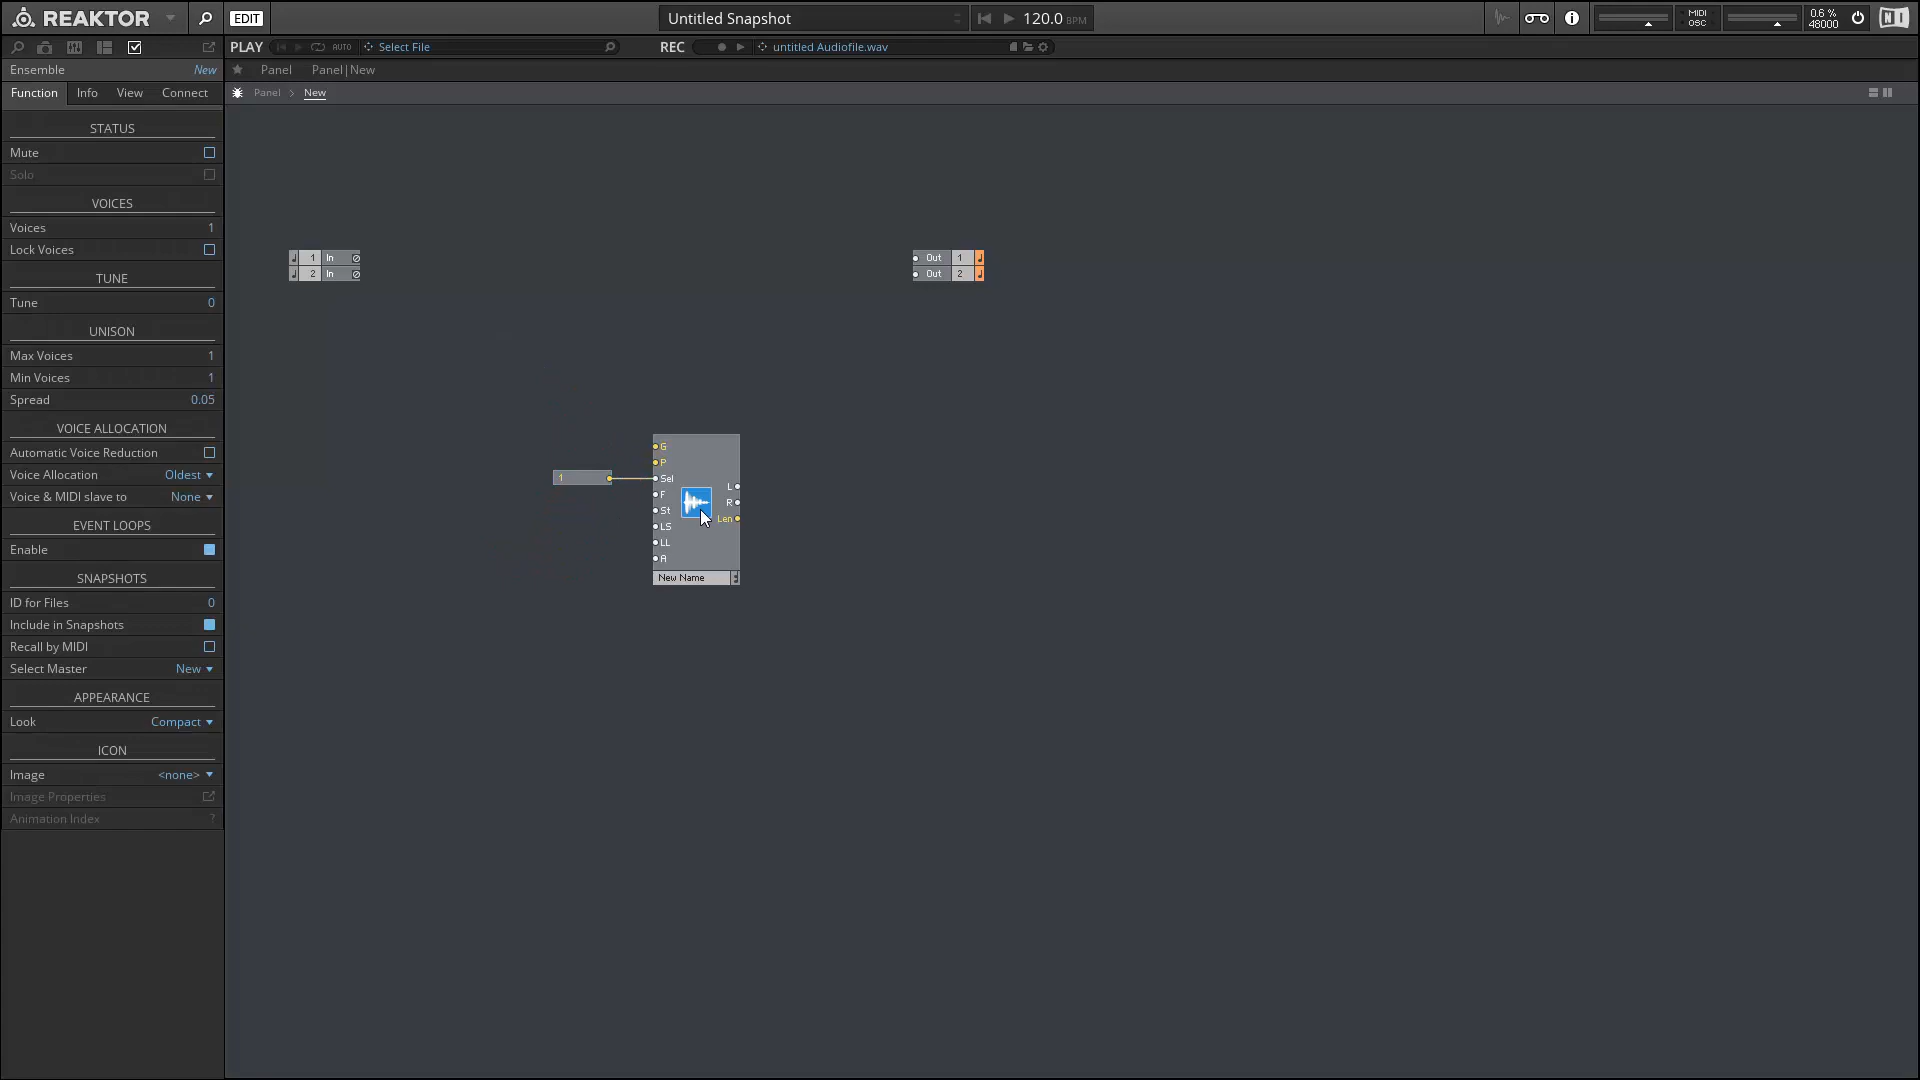 REAKTOR EDIT Untitled Snapshot 120.0 BPM MIDI OSC 0.6 % 48000 NI
PLAY AUTO Select File REC untitled Audiofile.wav
Ensemble New Panel Panel|New
Function Info View Connect Panel > New
STATUS
Mute
Solo
VOICES
Voices 1
Lock Voices
TUNE
Tune 0
UNISON
Max Voices 1
Min Voices 1
Spread 0.05
VOICE ALLOCATION
Automatic Voice Reduction
Voice Allocation Oldest
Voice & MIDI slave to None
EVENT LOOPS
Enable
SNAPSHOTS
ID for Files 0
Include in Snapshots
Recall by MIDI
Select Master New
APPEARANCE
Look Compact
ICON
Image <none>
Image Properties
Animation Index ?
1 In
2 In
Out 1
Out 2
1
G
P
Sel
F
St
LS
LL
A
L
R
Len
New Name